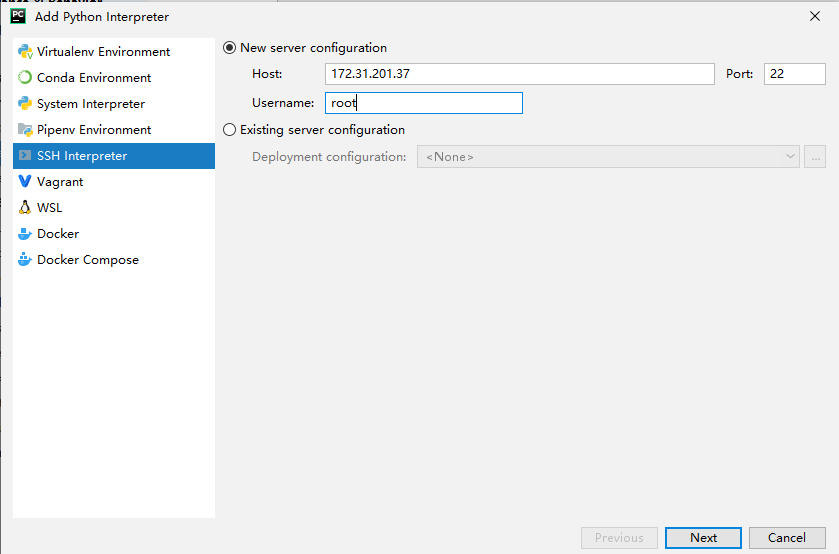 PC Add Python Interpreter
Virtualenv Environment
Conda Environment
System Interpreter
Pipenv Environment
SSH Interpreter
Vagrant
WSL
Docker
Docker Compose
New server configuration
Host: 172.31.201.37 Port: 22
Username: root
Existing server configuration
Deployment configuration: <None> ...
Previous Next Cancel